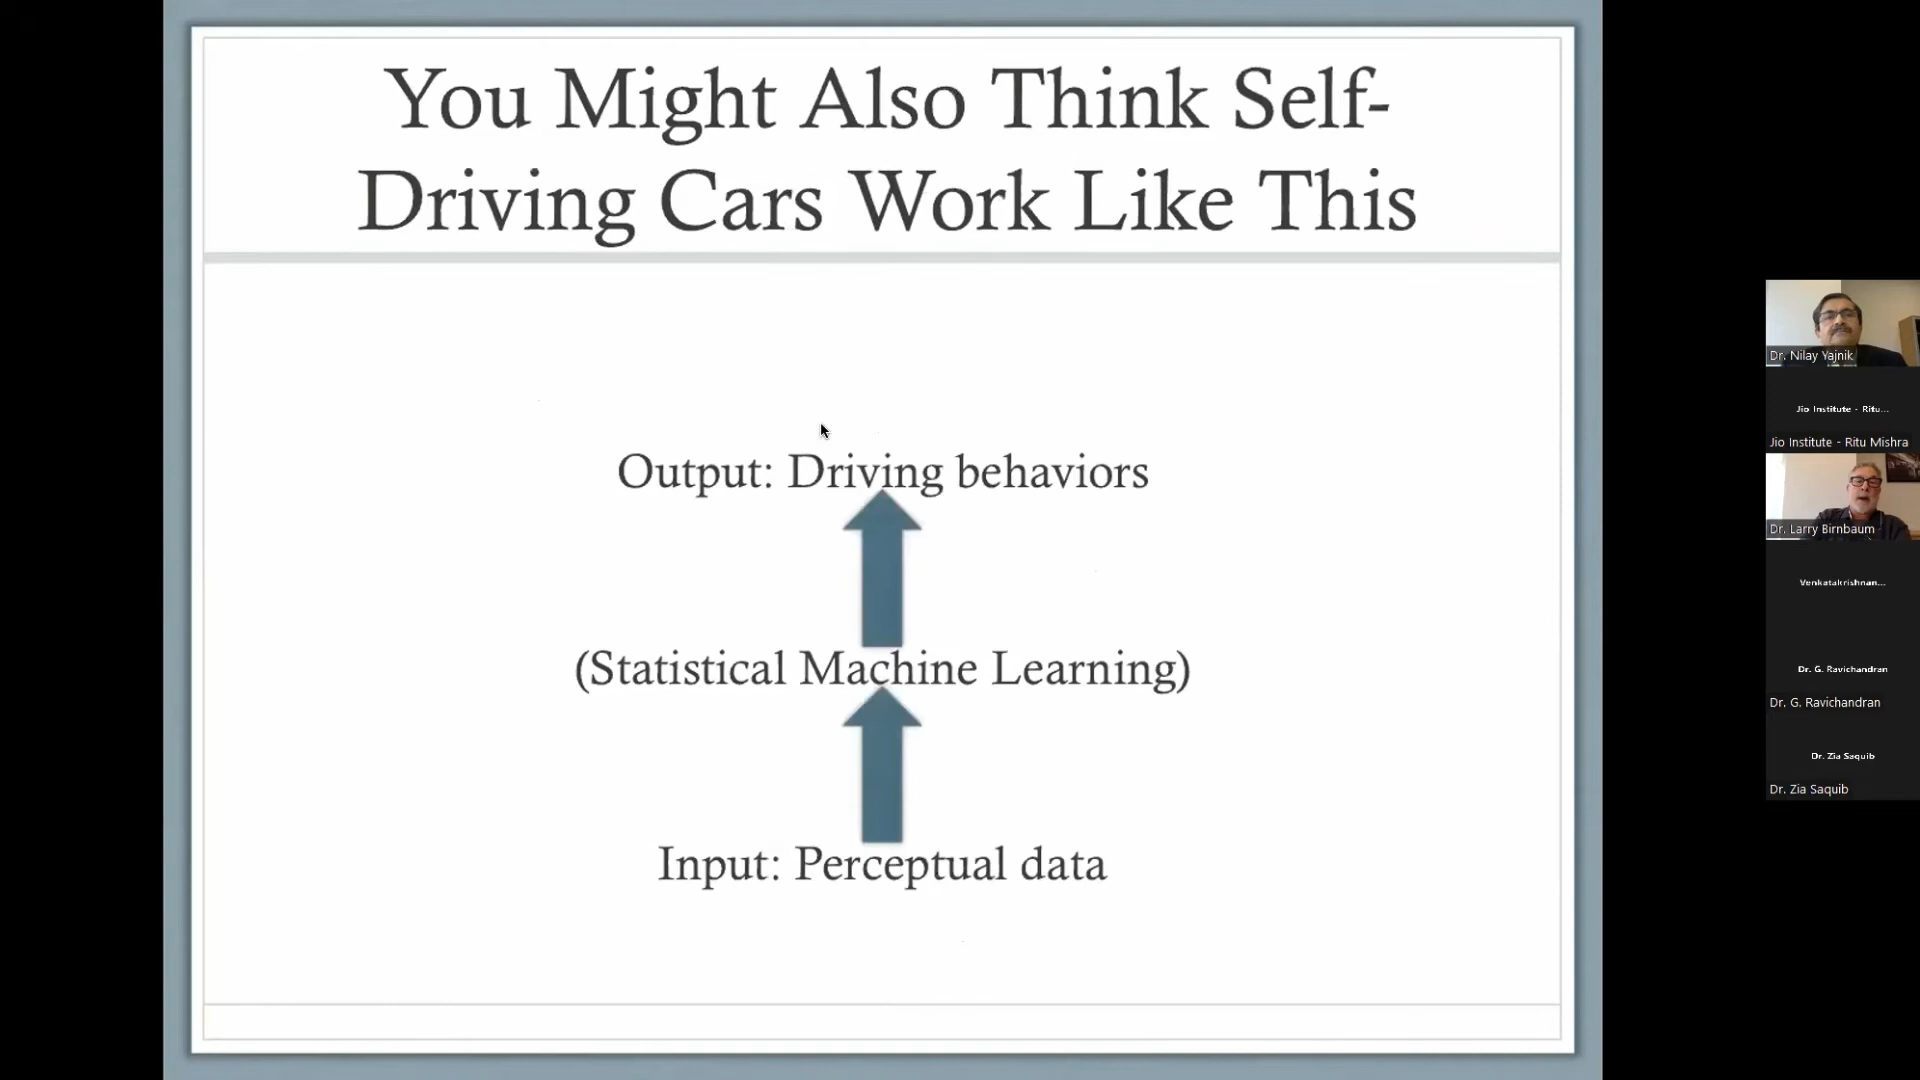 You Might Also Think Self-
Driving Cars Work Like This
Output: Driving behaviors
(Statistical Machine Learning)
Input: Perceptual data
Dr. Nilay Yajnik
Jio Institute - Ritu...
Jio Institute - Ritu Mishra
Dr. Larry Birnbaum
Venkatakrishnan...
Dr. G. Ravichandran
Dr. G. Ravichandran
Dr. Zia Saquib
Dr. Zia Saquib